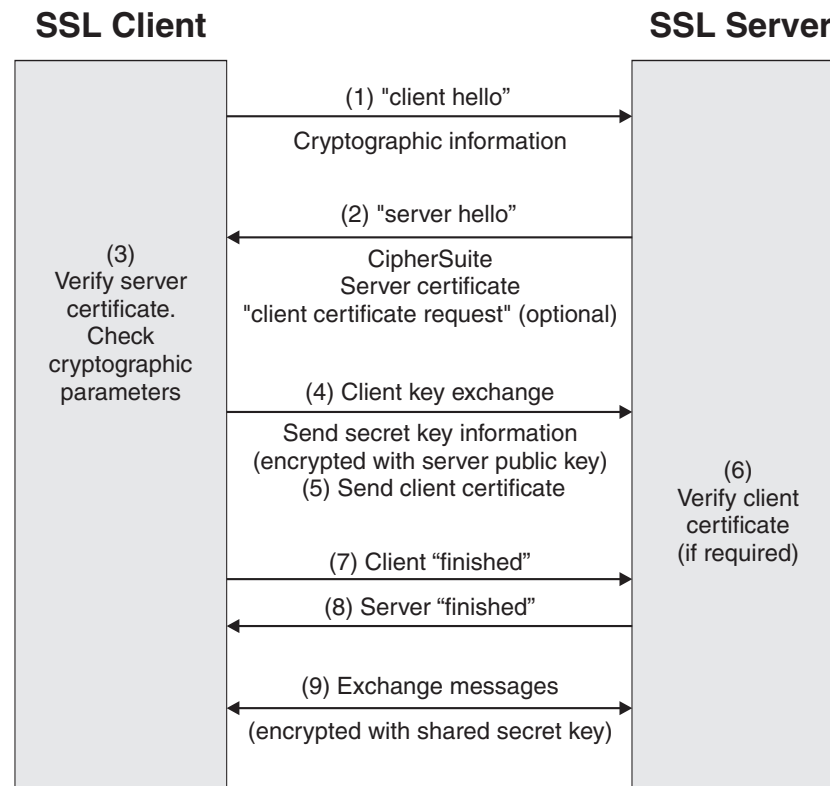 SSL Client
SSL Server
(1) "client hello”
Cryptographic information
(2) "server hello”
CipherSuite
Server certificate
"client certificate request" (optional)
(3)
Verify server
certificate.
Check
cryptographic
parameters
(4) Client key exchange
Send secret key information
(encrypted with server public key)
(5) Send client certificate
(6)
Verify client
certificate
(if required)
(7) Client “finished”
(8) Server “finished”
(9) Exchange messages
(encrypted with shared secret key)